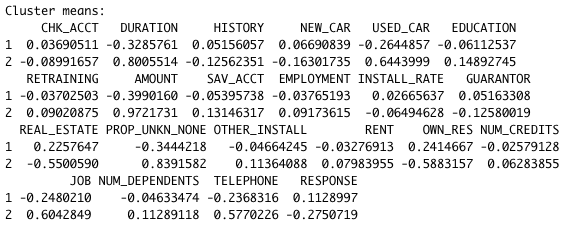 Cluster means:
CHK_ACCT DURATION HISTORY NEW_CAR USED_CAR EDUCATION
1 0.03690511 -0.3285761 0.05156057 0.06690839 -0.2644857 -0.06112537
2 -0.08991657 0.8005514 -0.12562351 -0.16301735 0.6443999 0.14892745
RETRAINING AMOUNT SAV_ACCT EMPLOYMENT INSTALL_RATE GUARANTOR
1 -0.03702503 -0.3990160 -0.05395738 -0.03765193 0.02665637 0.05163308
2 0.09020875 0.9721731 0.13146317 0.09173615 -0.06494628 -0.12580019
REAL_ESTATE PROP_UNKN_NONE OTHER_INSTALL RENT OWN_RES NUM_CREDITS
1 0.2257647 -0.3444218 -0.04664245 -0.03276913 0.2414667 -0.02579128
2 -0.5500590 0.8391582 0.11364088 0.07983955 -0.5883157 0.06283855
JOB NUM_DEPENDENTS TELEPHONE RESPONSE
1 -0.2480210 -0.04633474 -0.2368316 0.1128997
2 0.6042849 0.11289118 0.5770226 -0.2750719